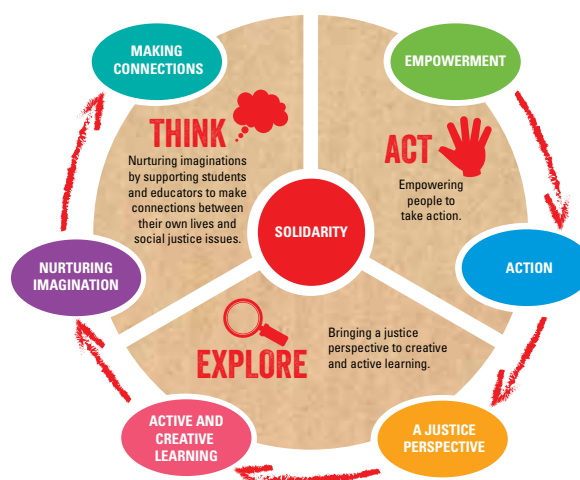 MAKING
CONNECTIONS
EMPOWERMENT
THINK
Nurturing imaginations
by supporting students
and educators to make
connections between
their own lives and
social justice issues.
ACT
Empowering
people to
take action.
SOLIDARITY
NURTURING
IMAGINATION
ACTION
EXPLORE
Bringing a justice
perspective to creative
and active learning.
ACTIVE AND
CREATIVE
LEARNING
A JUSTICE
PERSPECTIVE